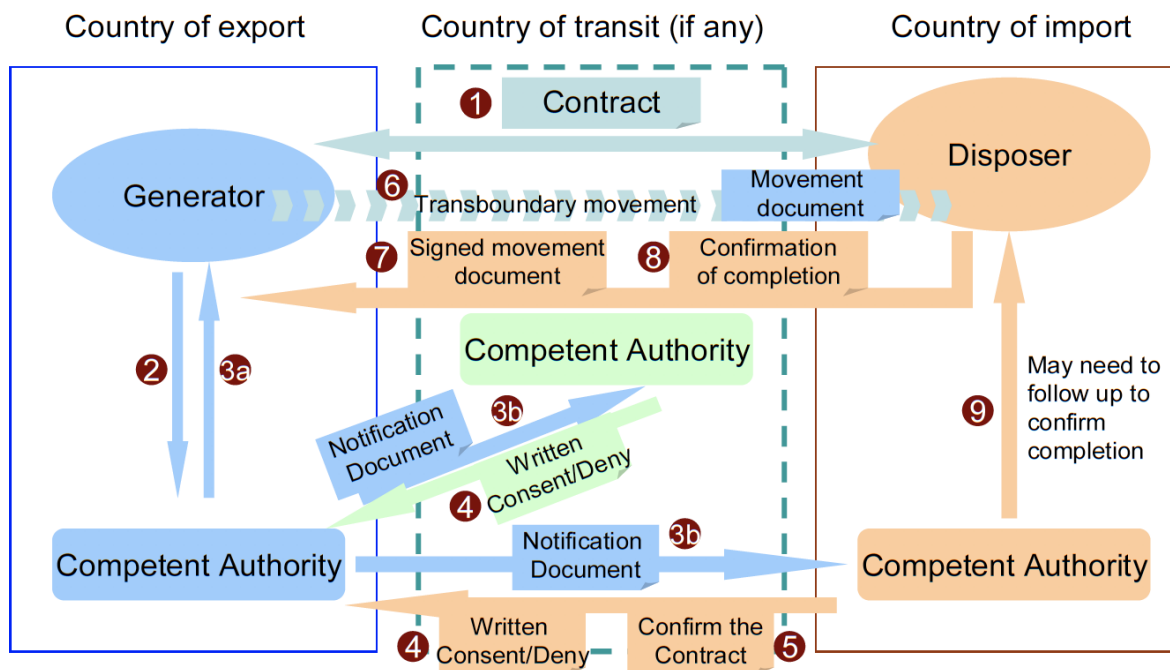 Country of export
Country of transit (if any)
Country of import
1
Contract
Generator
Disposer
6
Transboundary movement
Movement
document
7
Signed movement
document
8
Confirmation
of completion
2
3a
Competent Authority
3b
Notification
Document
4
Written
Consent/Deny
9
May need to
follow up to
confirm
completion
Competent Authority
Notification
Document
3b
Competent Authority
4
Written
Consent/Deny
Confirm the
Contract
5